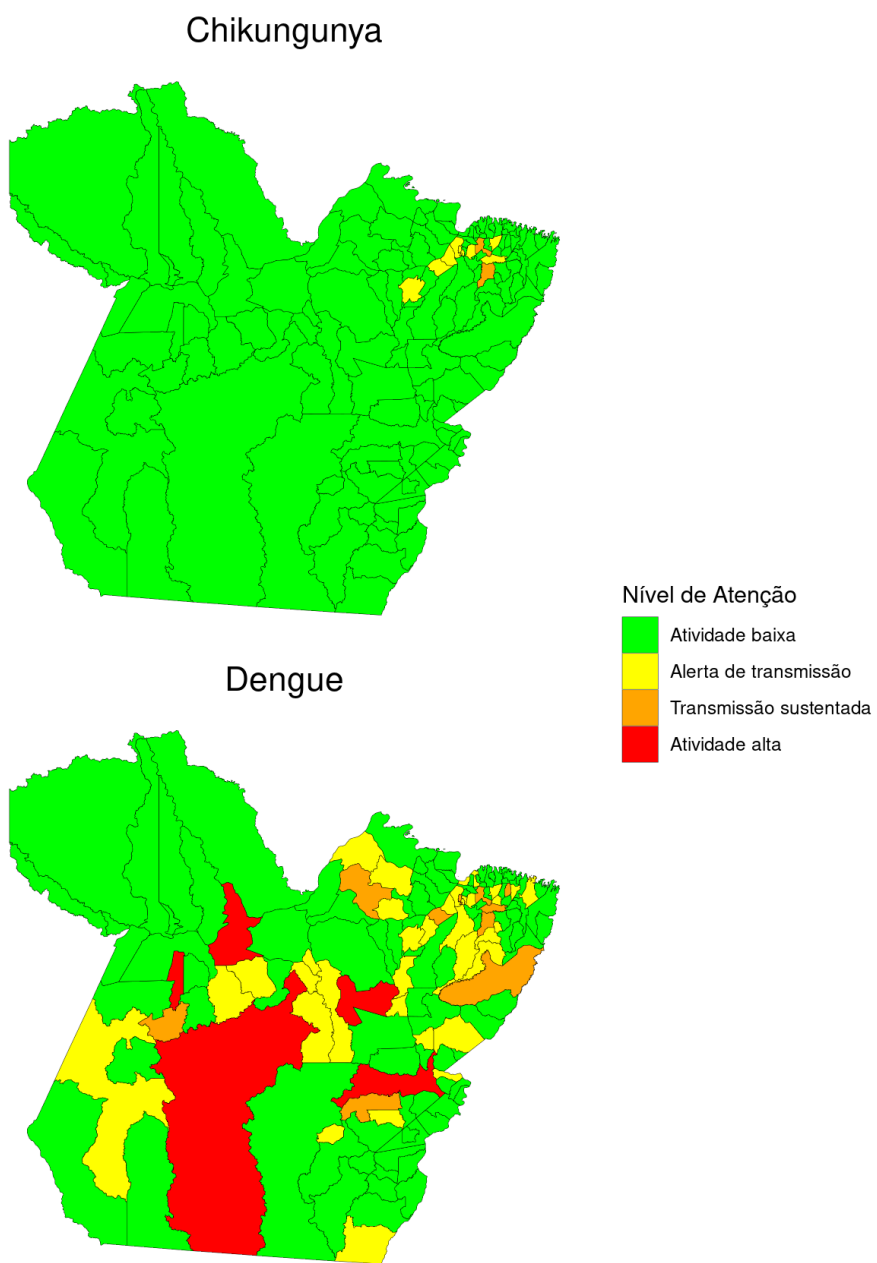 Chikungunya
Nível de Atenção
Atividade baixa
Alerta de transmissão
Transmissão sustentada
Atividade alta
Dengue